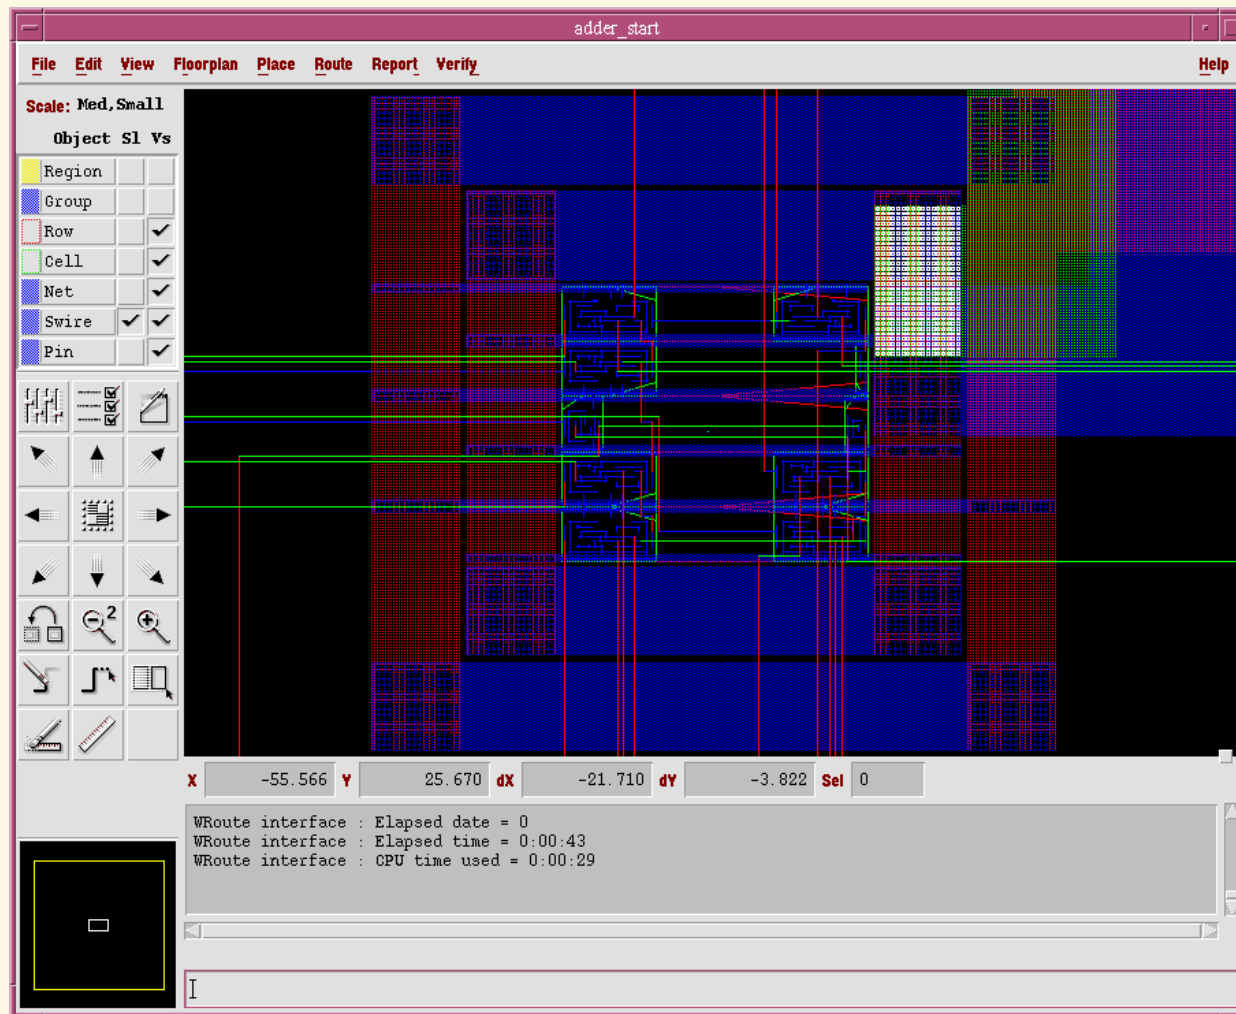 adder_start
File Edit View Floorplan Place Route Report Verify Help
Scale: Med,Small
Object Sl Vs
Region
Group
Row
Cell
Net
Swire
Pin
2
X -55.566 Y 25.670 dX -21.710 dY -3.822 Sel 0
WRoute interface : Elapsed date = 0
WRoute interface : Elapsed time = 0:00:43
WRoute interface : CPU time used = 0:00:29